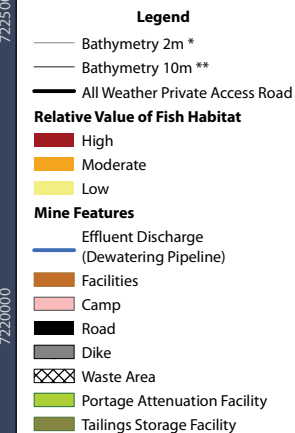 722500
Legend
Bathymetry 2m *
Bathymetry 10m **
All Weather Private Access Road
Relative Value of Fish Habitat
High
Moderate
Low
Mine Features
Effluent Discharge
(Dewatering Pipeline)
Facilities
Camp
Road
Dike
Waste Area
7220000
Portage Attenuation Facility
Tailings Storage Facility